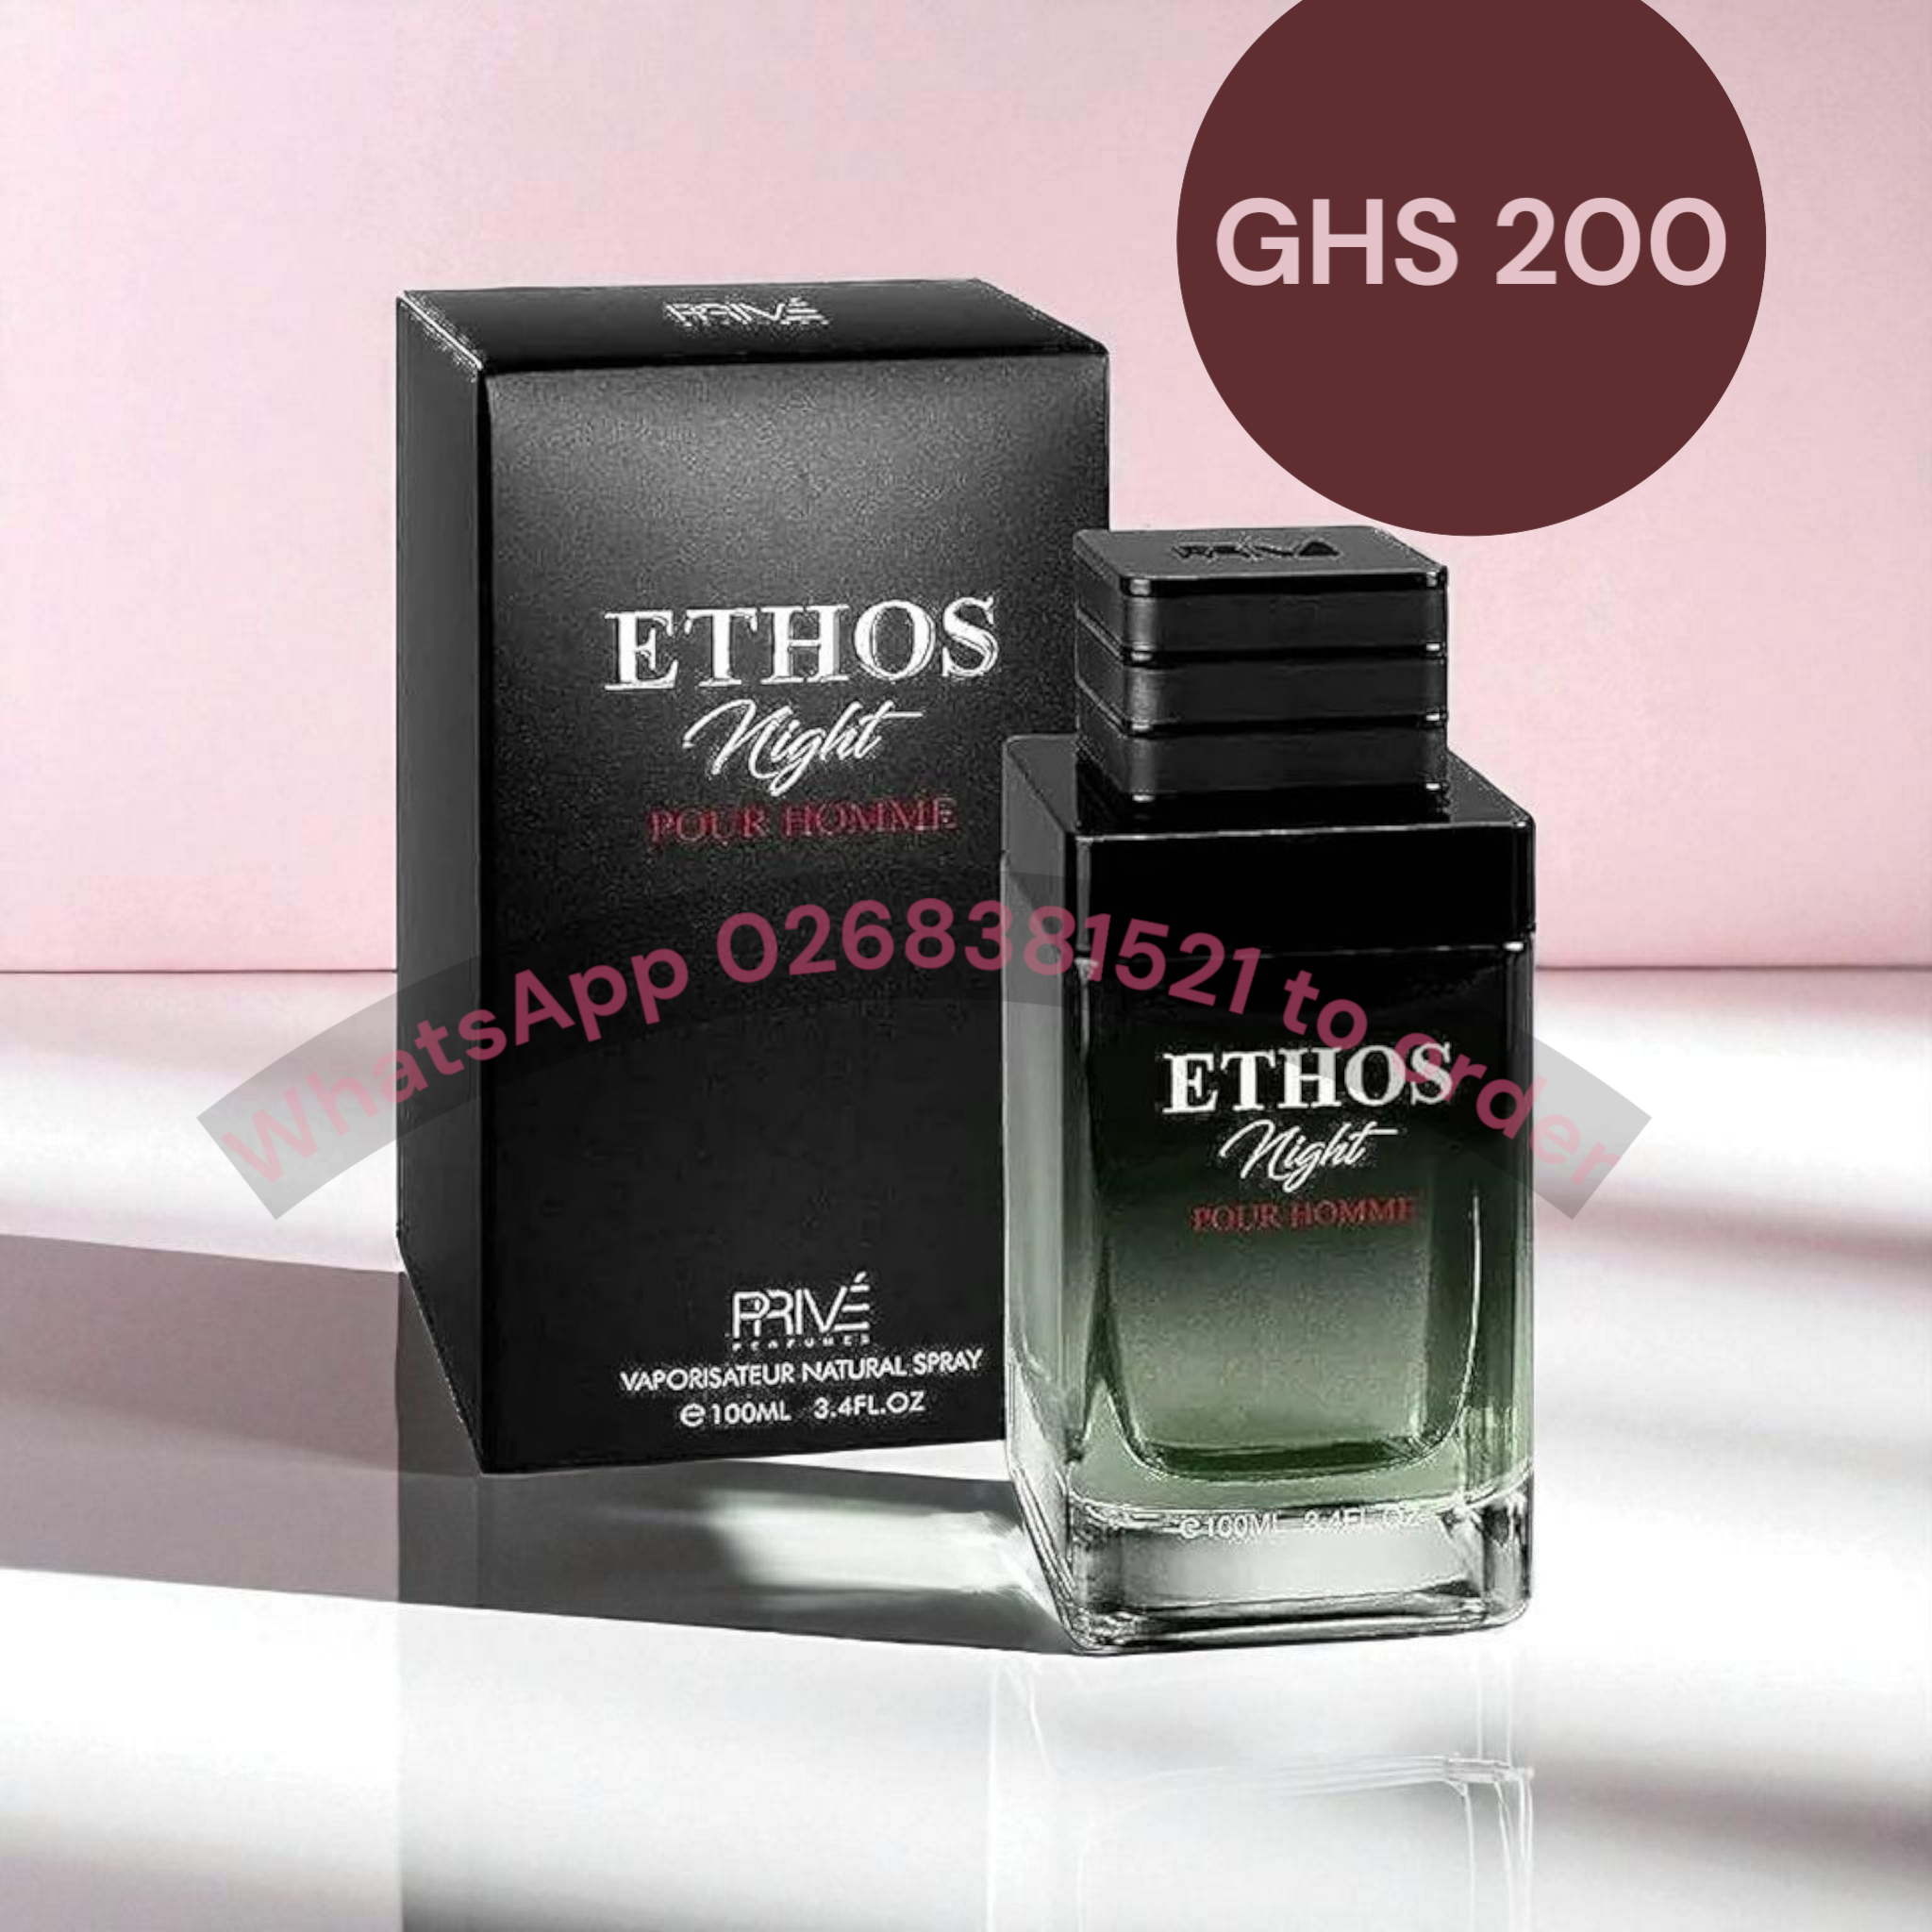 GHS 200
PRIVÉ
ETHOS
Night
POUR HOMME
WhatsApp 0268381521 to order
PRIVÉ
PERFUMES
VAPORISATEUR NATURAL SPRAY
e 100ML 3.4FL.OZ
ETHOS
Night
POUR HOMME
e 100ML 3.4FL.OZ